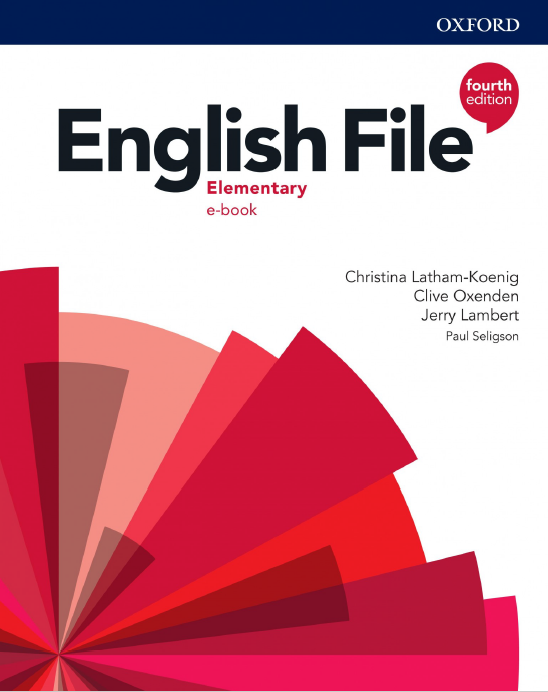 OXFORD
fourth
edition
English File
Elementary
e-book
Christina Latham-Koenig
Clive Oxenden
Jerry Lambert
Paul Seligson